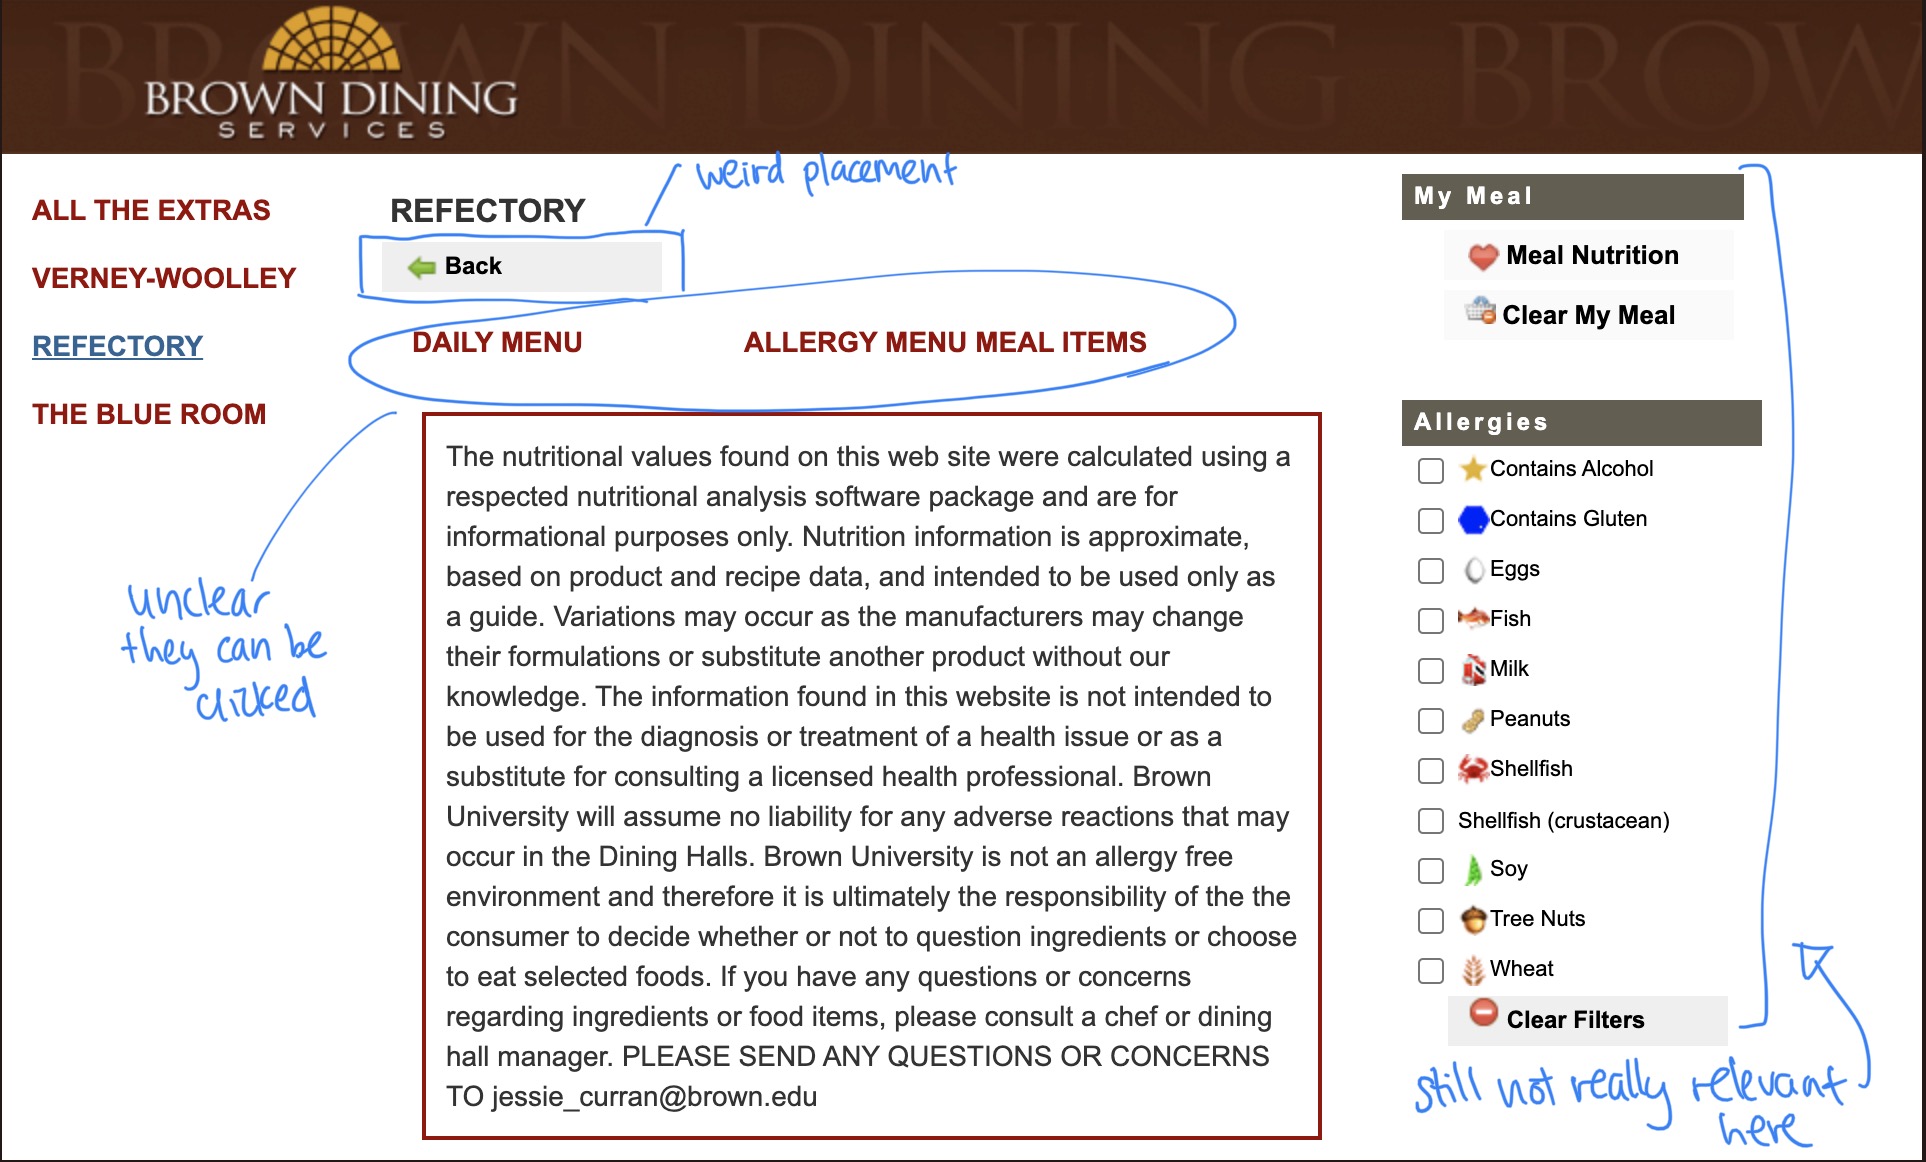 BROWN DINING BROW
BROWN DINING
SERVICES
weird placement
ALL THE EXTRAS
VERNEY-WOOLLEY
REFECTORY
THE BLUE ROOM
unclear
they can be
clicked
REFECTORY
Back
DAILY MENU ALLERGY MENU MEAL ITEMS
The nutritional values found on this web site were calculated using a
respected nutritional analysis software package and are for
informational purposes only. Nutrition information is approximate,
based on product and recipe data, and intended to be used only as
a guide. Variations may occur as the manufacturers may change
their formulations or substitute another product without our
knowledge. The information found in this website is not intended to
be used for the diagnosis or treatment of a health issue or as a
substitute for consulting a licensed health professional. Brown
University will assume no liability for any adverse reactions that may
occur in the Dining Halls. Brown University is not an allergy free
environment and therefore it is ultimately the responsibility of the the
consumer to decide whether or not to question ingredients or choose
to eat selected foods. If you have any questions or concerns
regarding ingredients or food items, please consult a chef or dining
hall manager. PLEASE SEND ANY QUESTIONS OR CONCERNS
TO jessie_curran@brown.edu
My Meal
Meal Nutrition
Clear My Meal
Allergies
Contains Alcohol
Contains Gluten
Eggs
Fish
Milk
Peanuts
Shellfish
Shellfish (crustacean)
Soy
Tree Nuts
Wheat
Clear Filters
still not really relevant
here